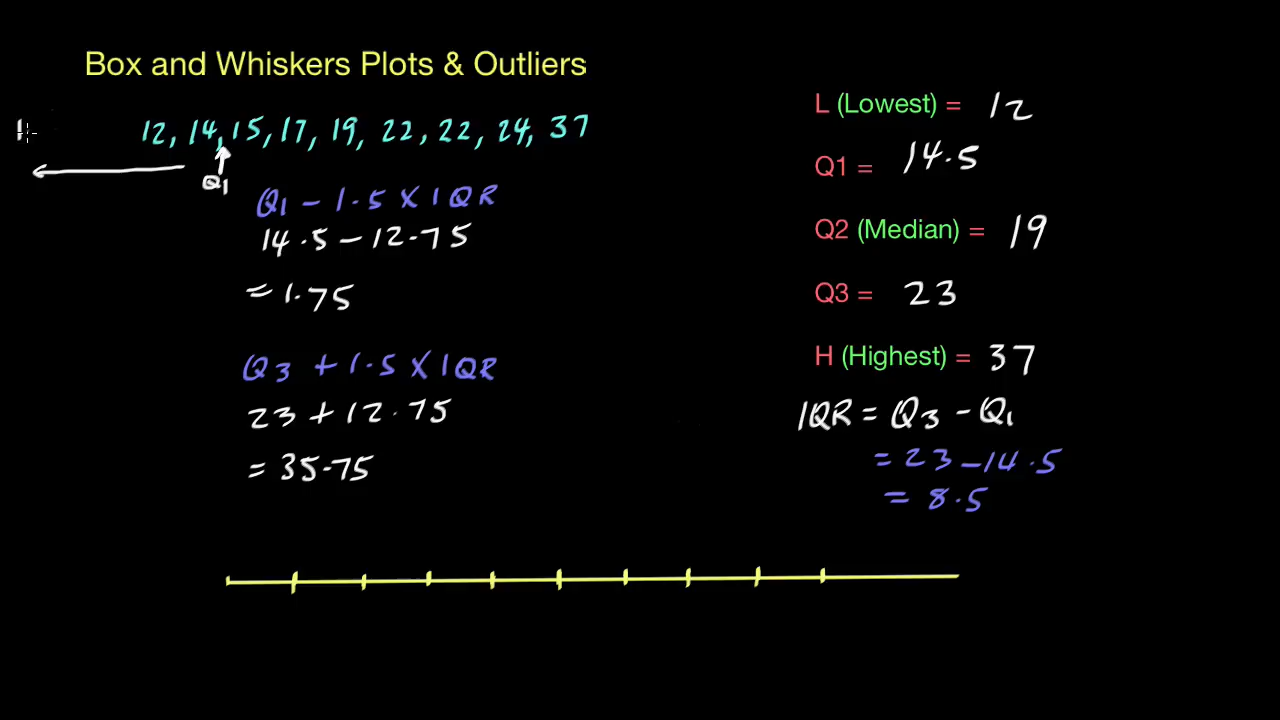 Box and Whiskers Plots & Outliers
12, 14, 15, 17, 19, 22, 22, 24, 37
Q1
Q1 - 1.5 X IQR
14.5 - 12.75
= 1.75
Q3 + 1.5 X IQR
23 + 12.75
= 35.75
L (Lowest) = 12
Q1 = 14.5
Q2 (Median) = 19
Q3 = 23
H (Highest) = 37
IQR = Q3 - Q1
= 23 - 14.5
= 8.5